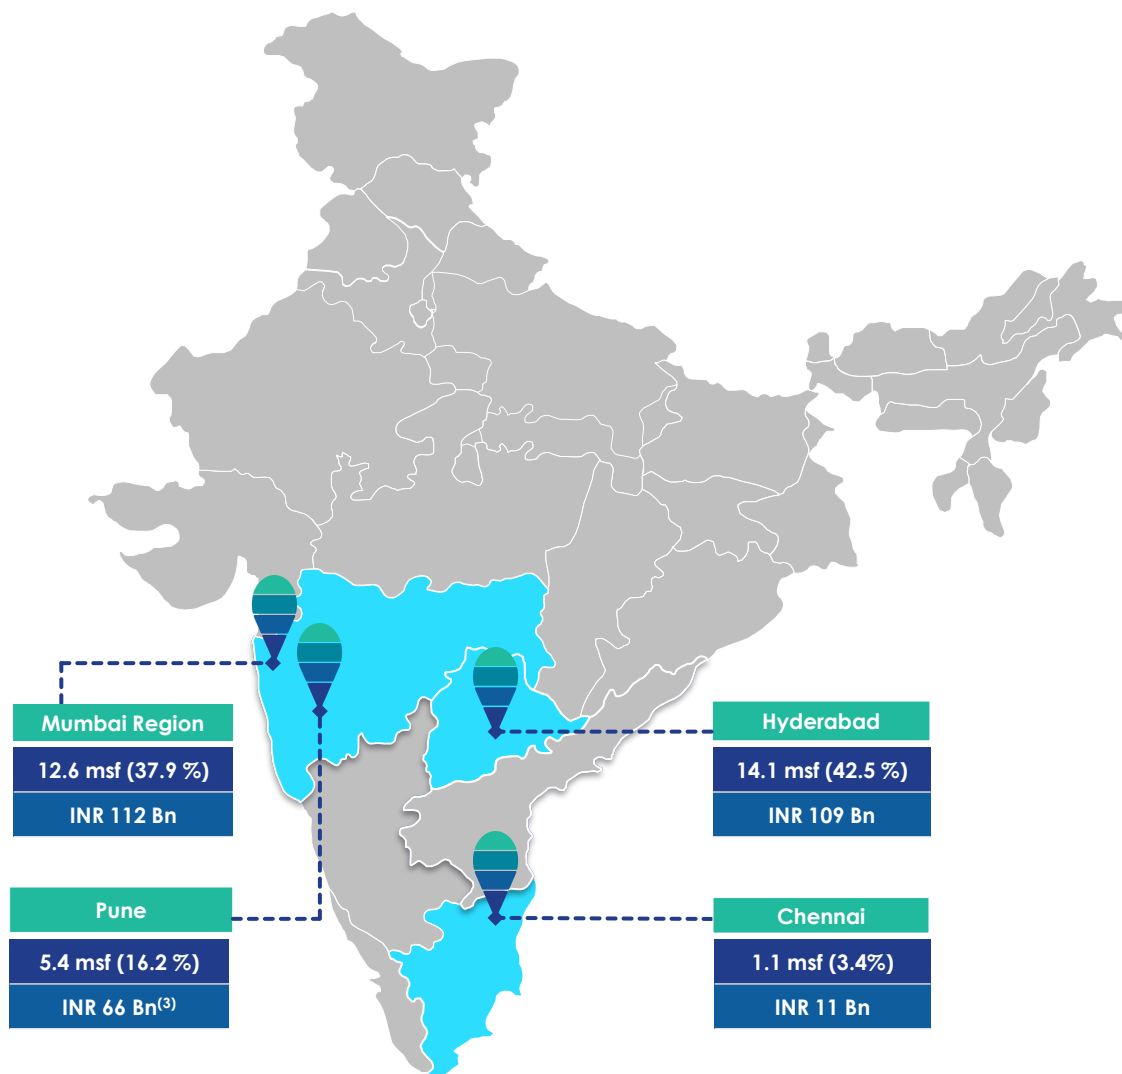 Mumbai Region
12.6 msf (37.9 %)
INR 112 Bn
Hyderabad
14.1 msf (42.5 %)
INR 109 Bn
Pune
5.4 msf (16.2 %)
INR 66 Bn(3)
Chennai
1.1 msf (3.4%)
INR 11 Bn